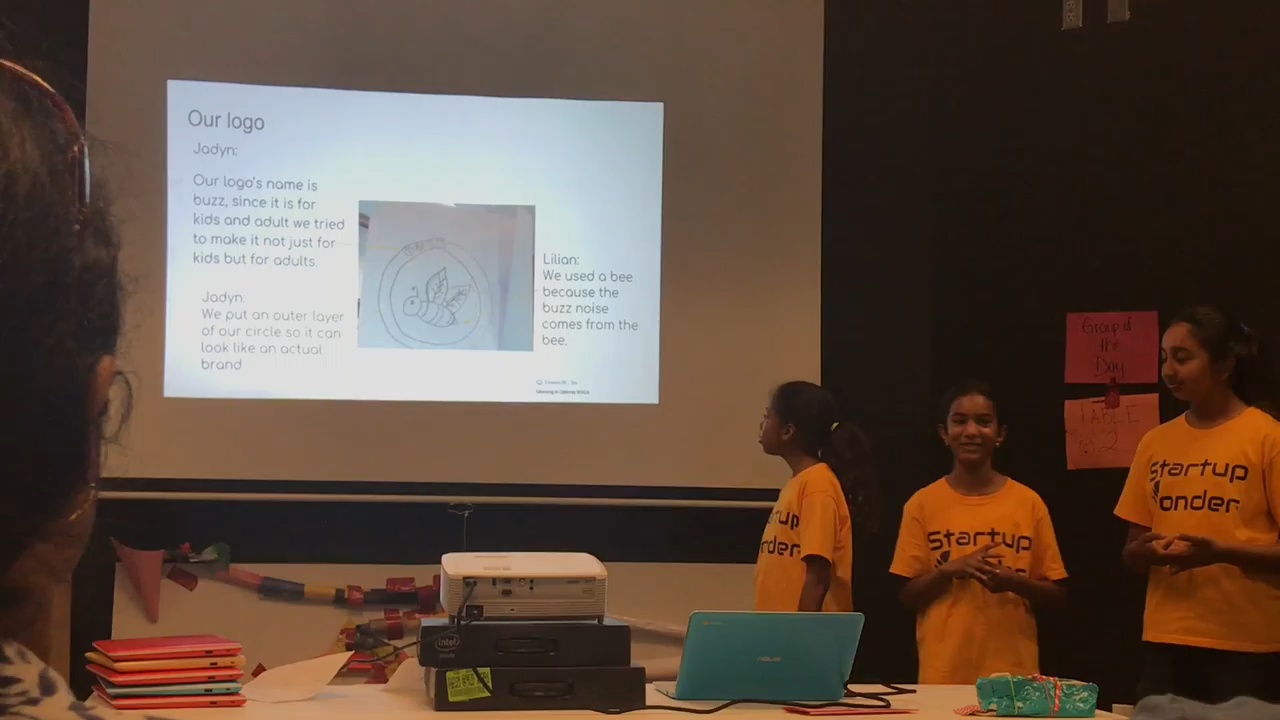 Our logo
Jadyn:
Our logo's name is
buzz, since it is for
kids and adult we tried
to make it not just for
kids but for adults.
Jadyn:
We put an outer layer
of our circle so it can
look like an actual
brand
Lilian:
We used a bee
because the
buzz noise
comes from the
bee.
Group of
the
Day
TABLE
Startup
onder
Startup
onder
intel
ASUS